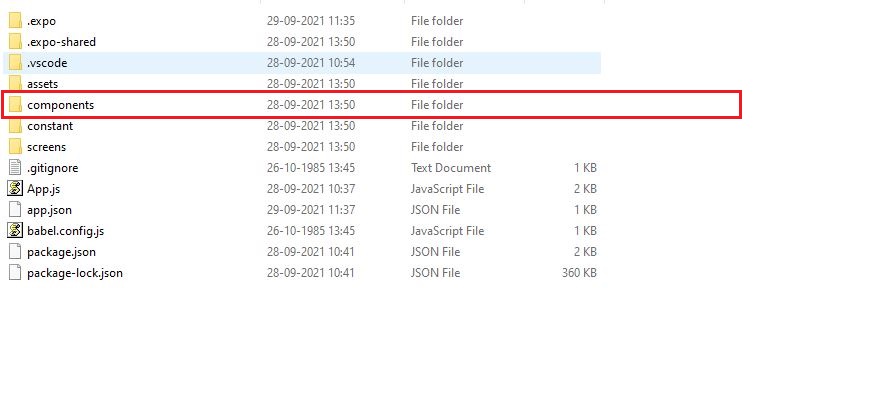 .expo 29-09-2021 11:35 File folder
.expo-shared 28-09-2021 13:50 File folder
.vscode 28-09-2021 10:54 File folder
assets 28-09-2021 13:50 File folder
components 28-09-2021 13:50 File folder
constant 28-09-2021 13:50 File folder
screens 28-09-2021 13:50 File folder
.gitignore 26-10-1985 13:45 Text Document 1 KB
App.js 28-09-2021 10:37 JavaScript File 2 KB
app.json 29-09-2021 11:37 JSON File 1 KB
babel.config.js 26-10-1985 13:45 JavaScript File 1 KB
package.json 28-09-2021 10:41 JSON File 2 KB
package-lock.json 28-09-2021 10:41 JSON File 360 KB